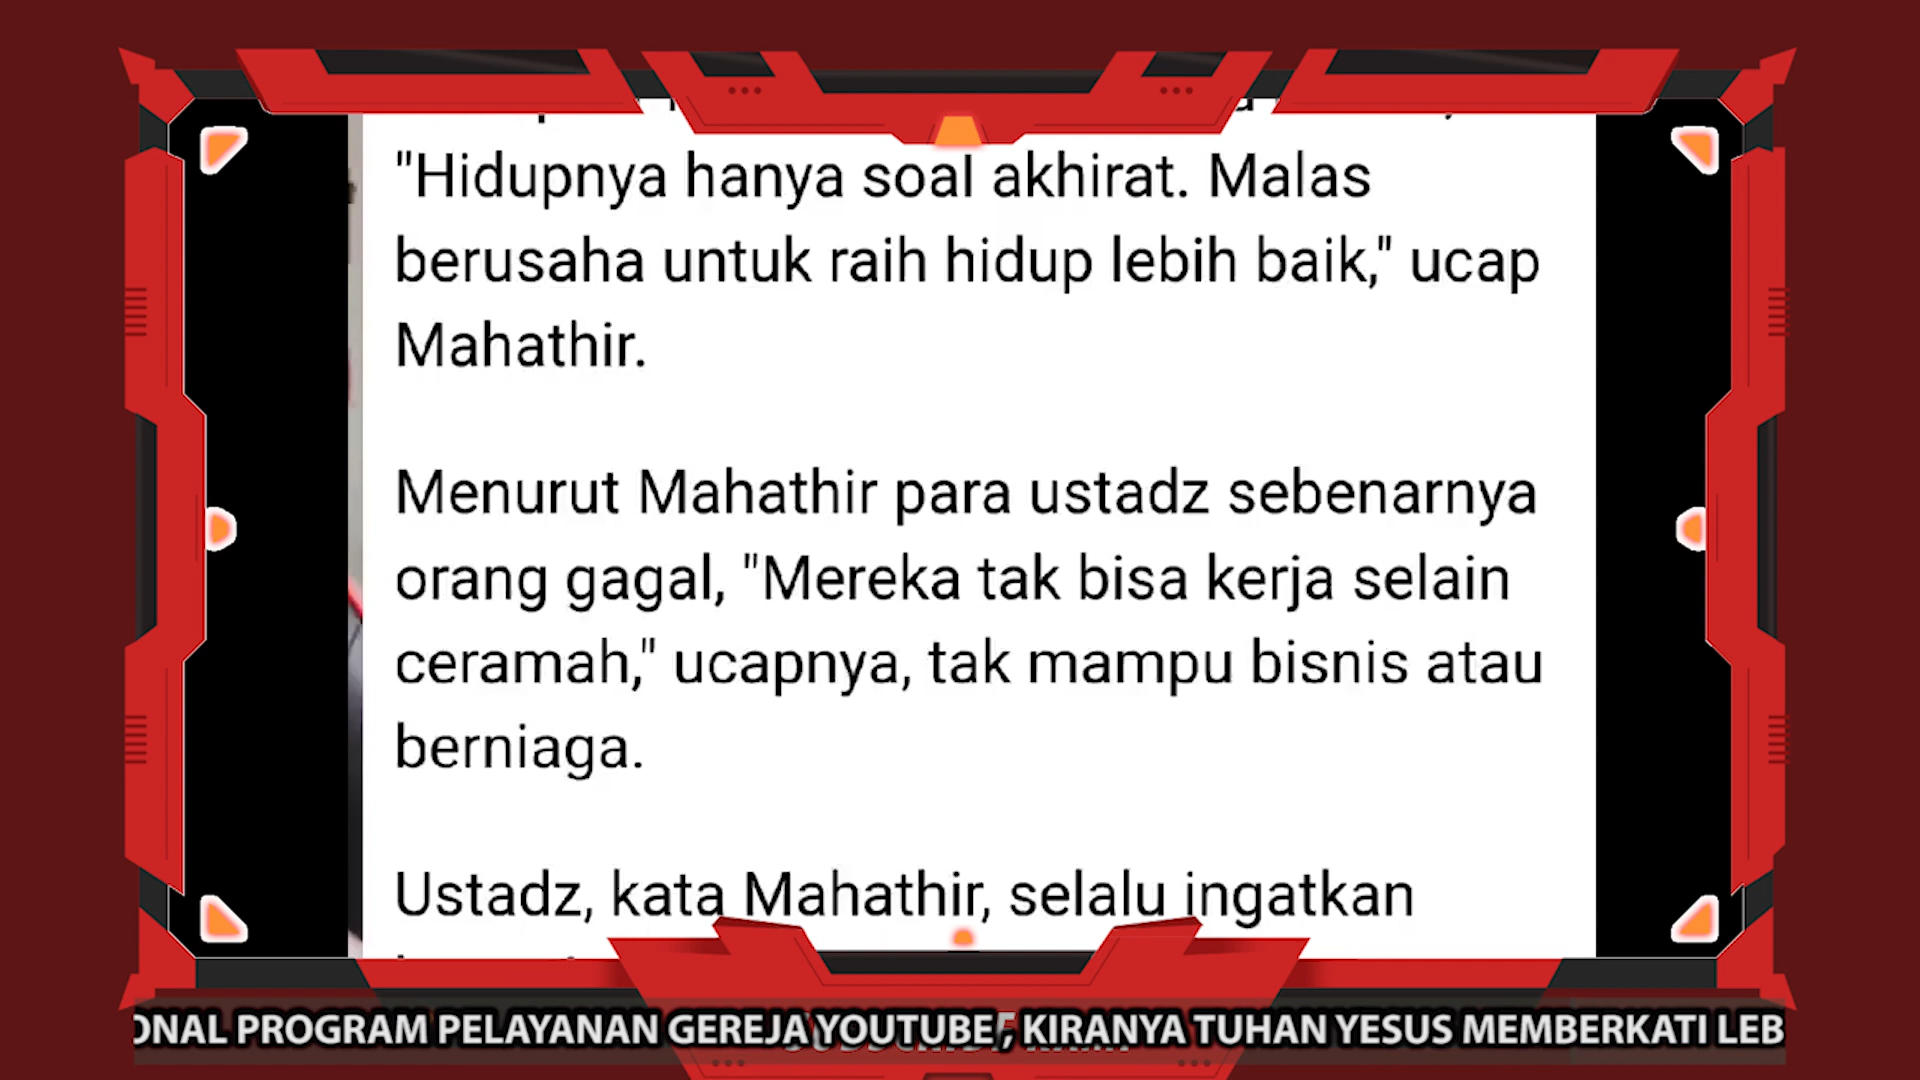 "Hidupnya hanya soal akhirat. Malas
berusaha untuk raih hidup lebih baik," ucap
Mahathir.
Menurut Mahathir para ustadz sebenarnya
orang gagal, "Mereka tak bisa kerja selain
ceramah," ucapnya, tak mampu bisnis atau
berniaga.
Ustadz, kata Mahathir, selalu ingatkan
ONAL PROGRAM PELAYANAN GEREJA YOUTUBE, KIRANYA TUHAN YESUS MEMBERKATI LEB